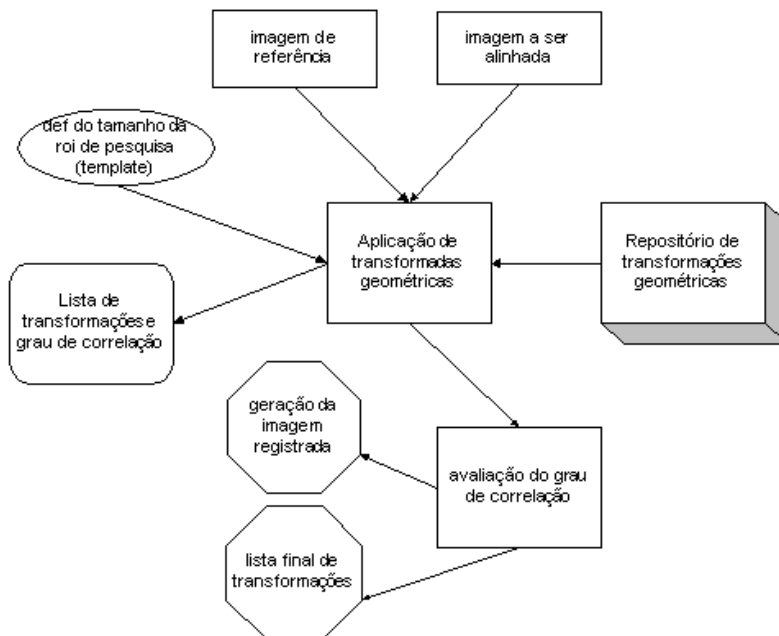 imagem de
referência
imagem a ser
alinhada
def do tamanho da
roi de pesquisa
(template)
Aplicação de
transformadas
geométricas
Repositório de
transformações
geométricas
Lista de
transformações e
grau de correlação
geração da
imagem
registrada
avaliação do grau
de correlação
lista final de
transformações